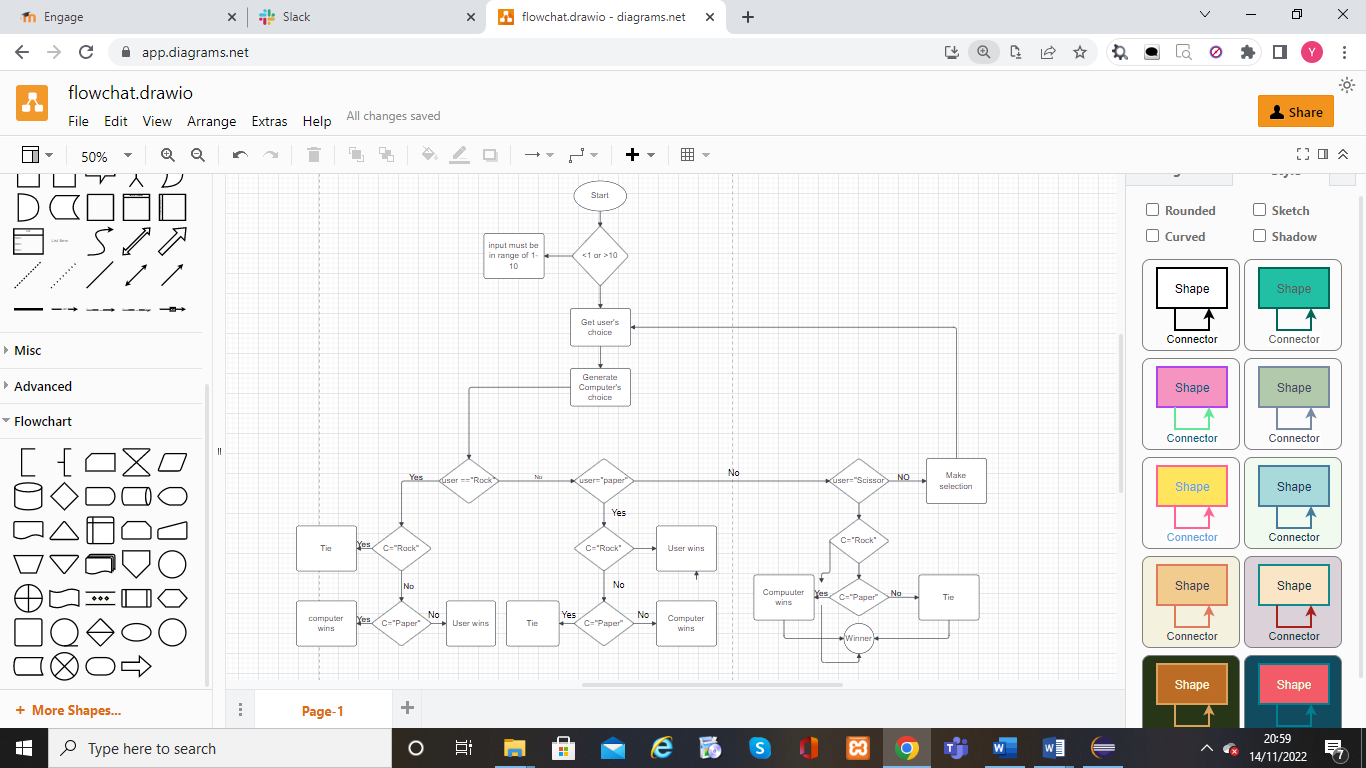 Engage
Slack
flowchat.drawio - diagrams.net
app.diagrams.net
Y
flowchat.drawio
File Edit View Arrange Extras Help All changes saved
Share
50%
List Item
Misc
Advanced
Flowchart
+ More Shapes...
Start
input must be
in range of 1-
10
<1 or >10
Get user's
choice
Generate
Computer's
choice
Yes
user =="Rock"
No
user="paper"
No
user="Scissor
NO
Make
selection
Yes
Tie
Yes
C="Rock"
C="Rock"
User wins
C="Rock"
No
No
computer
wins
Yes
C="Paper"
No
User wins
Tie
Yes
C="Paper"
No
Computer
wins
Compuuter
wins
Yes
C="Paper"
No
Tie
Winner
Page-1
Rounded
Sketch
Curved
Shadow
Shape
Connector
Shape
Connector
Shape
Connector
Shape
Connector
Shape
Connector
Shape
Connector
Shape
Connector
Shape
Connector
Shape
Shape
Type here to search
20:59
14/11/2022
7